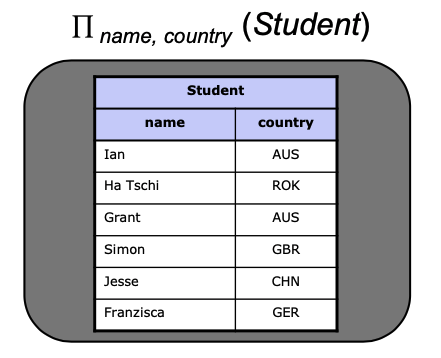 ∏ name, country (Student)
Student
name country
Ian AUS
Ha Tschi ROK
Grant AUS
Simon GBR
Jesse CHN
Franzisca GER